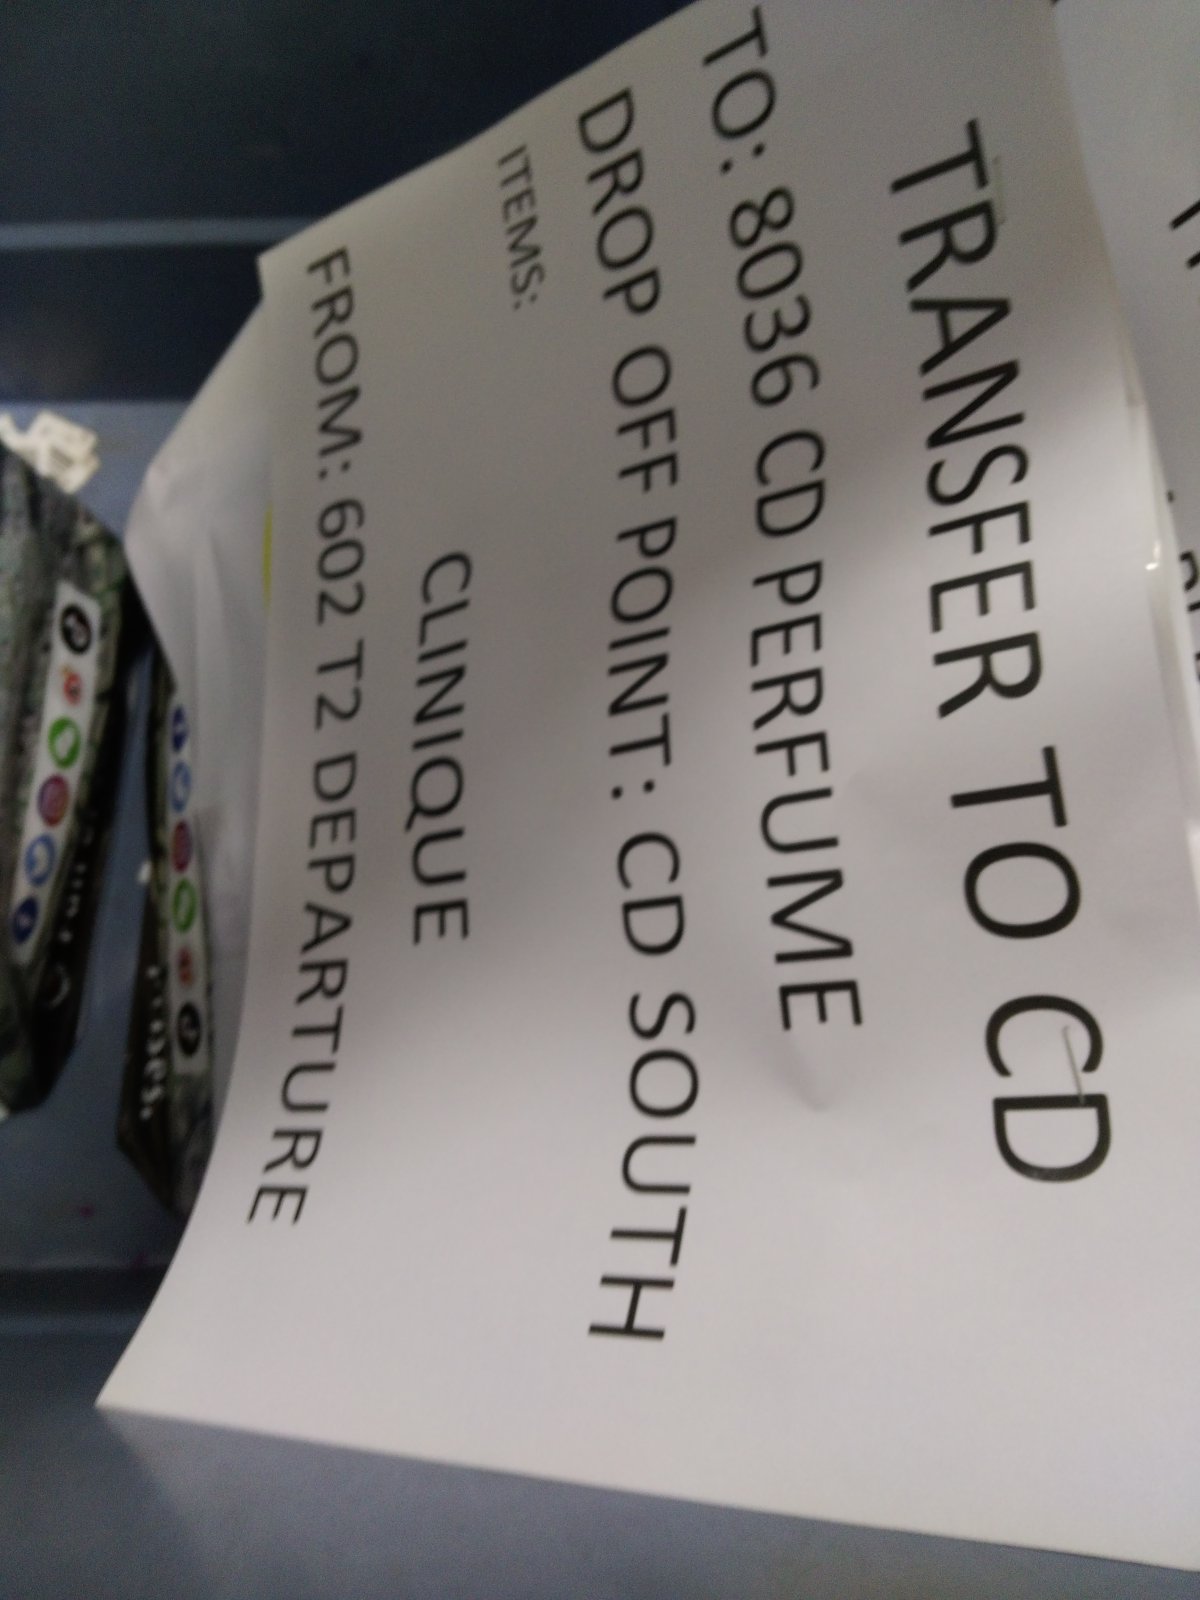 TRANSFER TO CD
TO: 8036 CD PERFUME
DROP OFF POINT: CD SOUTH
ITEMS:
CLINIQUE
FROM: 602 T2 DEPARTURE